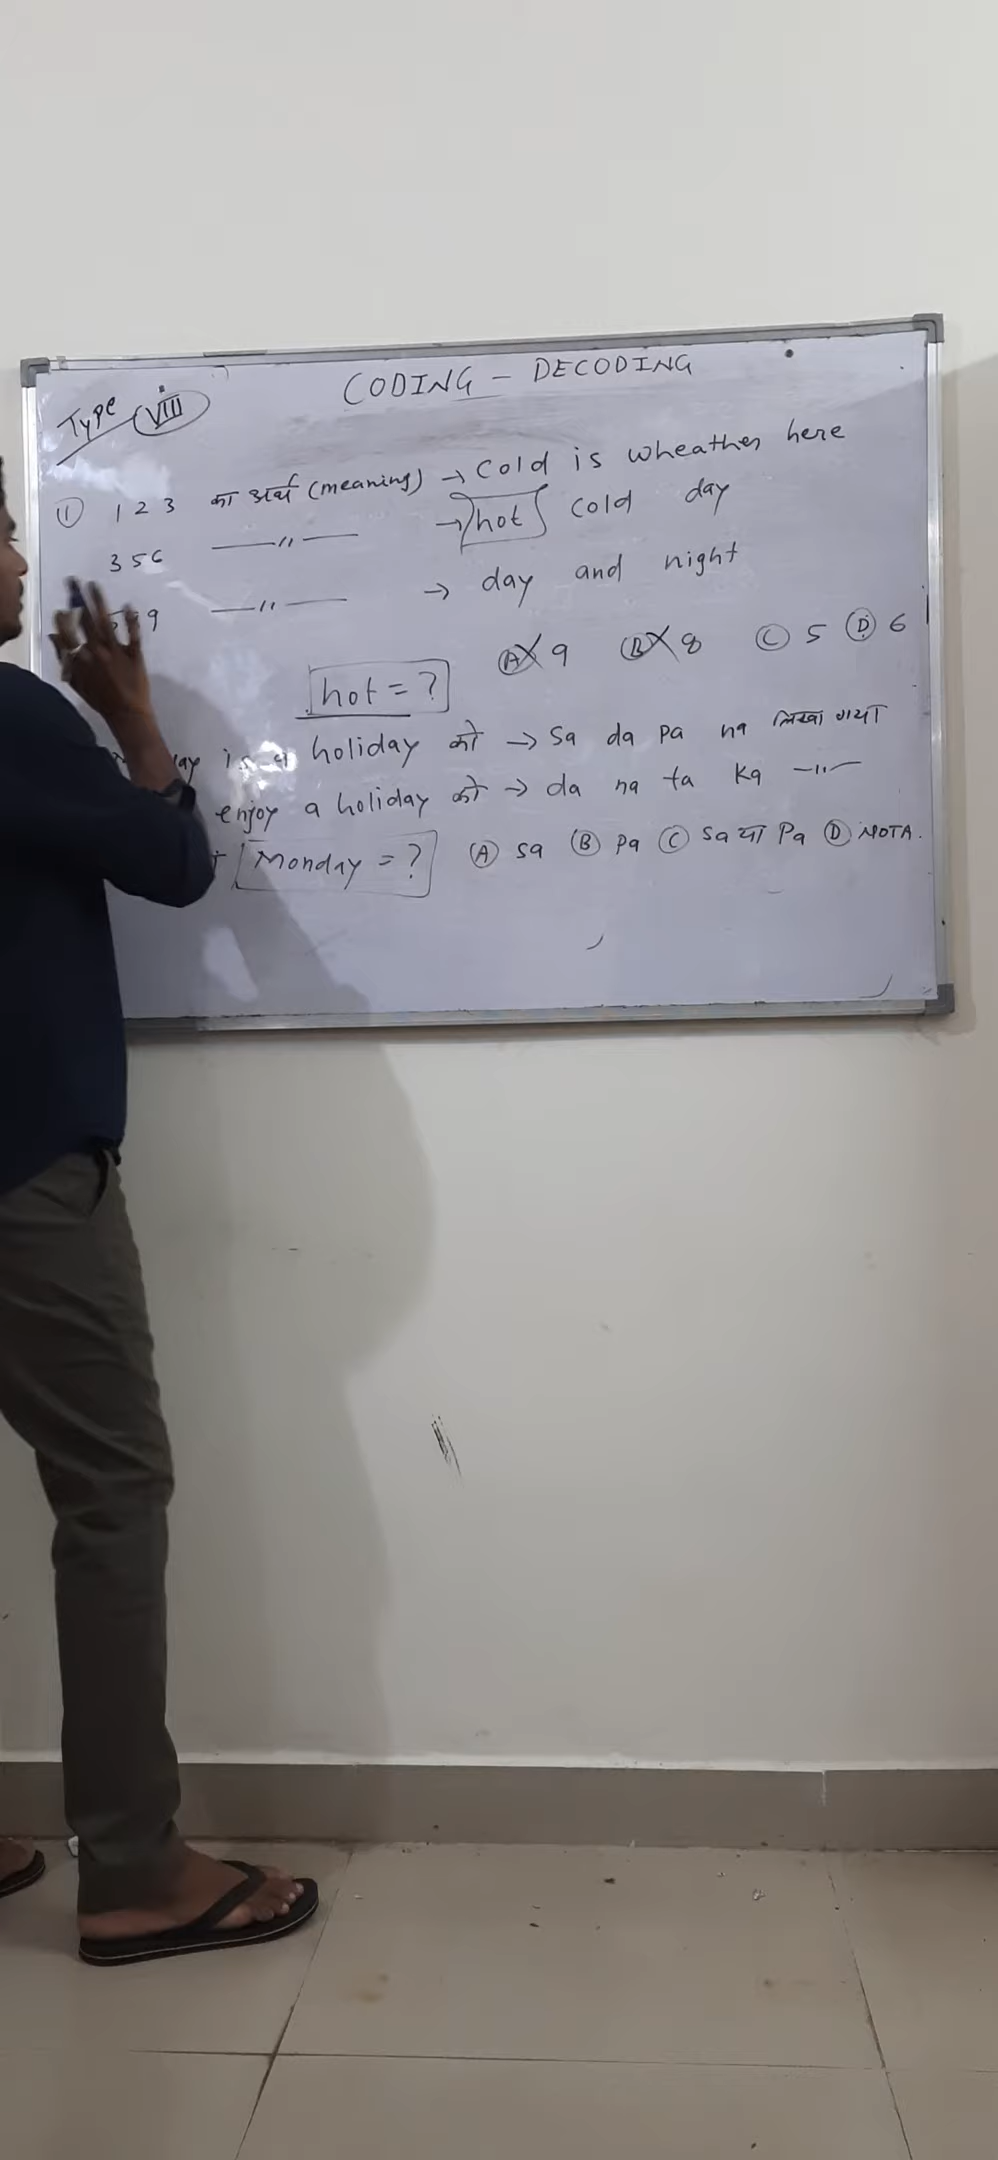 CODING - DECODING
Type VIII
① 1 2 3 का अर्थ (meaning) → Cold is wheather here
3 5 6 —〃— → hot cold day
9 —〃— → day and night
hot = ? Ⓐ 9 Ⓑ 8 Ⓒ 5 Ⓓ 6
ay is a holiday को → Sa da pa na लिखा गया
enjoy a holiday को → da na ta ka —〃—
Monday = ? Ⓐ sa Ⓑ pa Ⓒ sa या Pa Ⓓ NOTA.